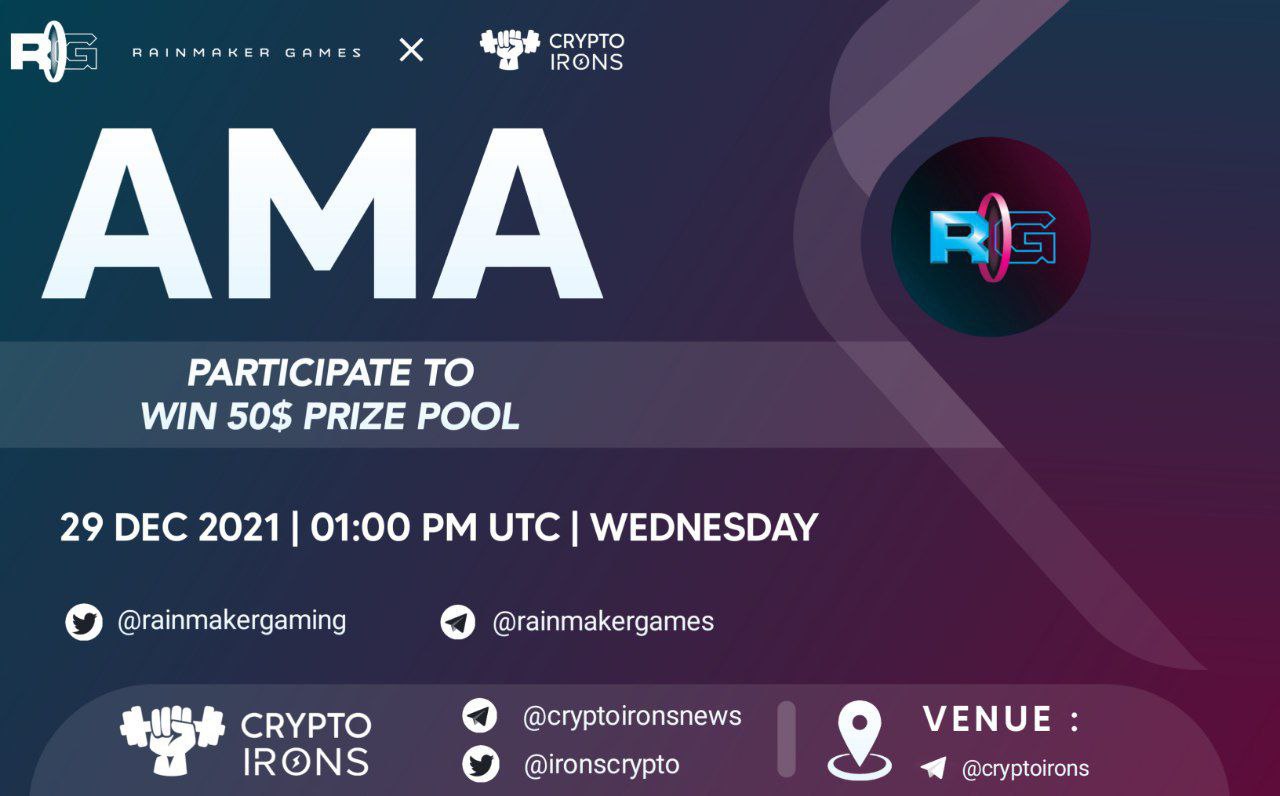 RG RAINMAKER GAMES X CRYPTO IRONS
AMA
RG
PARTICIPATE TO
WIN 50$ PRIZE POOL
29 DEC 2021 | 01:00 PM UTC | WEDNESDAY
@rainmakergaming @rainmakergames
CRYPTO
IRONS
@cryptoironsnews
@ironscrypto
VENUE :
@cryptoirons